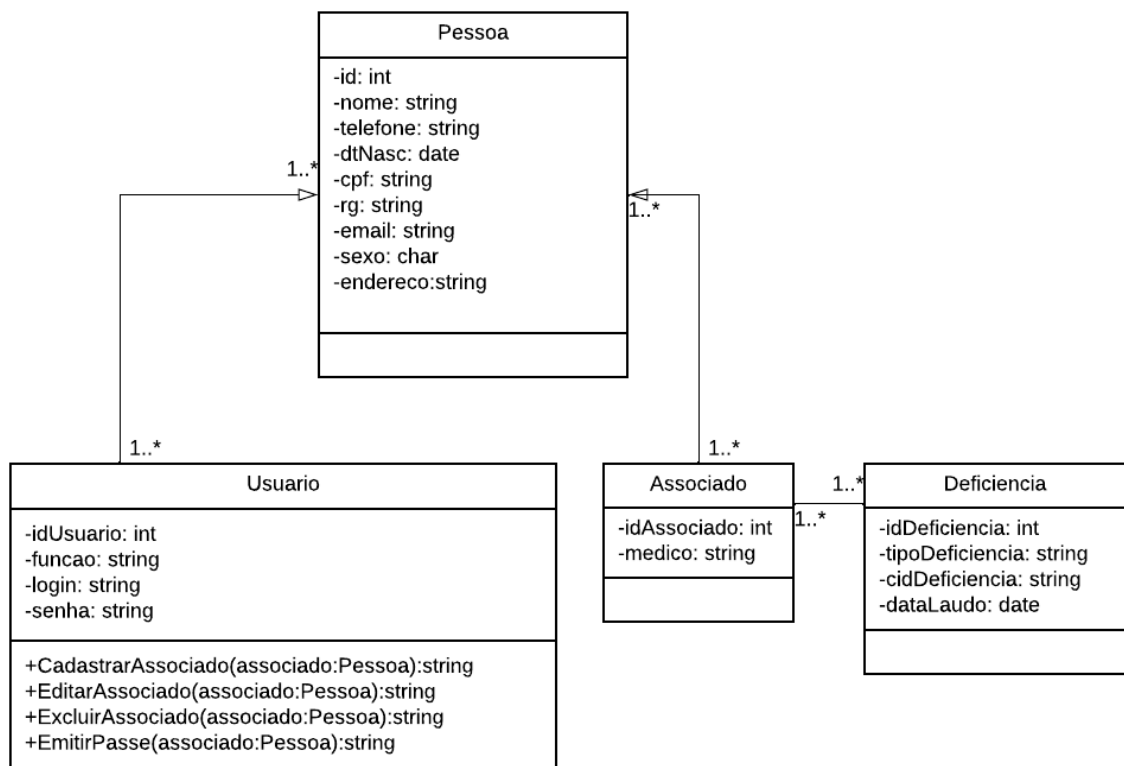 Pessoa
-id: int
-nome: string
-telefone: string
-dtNasc: date
-cpf: string
-rg: string
-email: string
-sexo: char
-endereco:string
1..*
1..*
1..*
1..*
Usuario
-idUsuario: int
-funcao: string
-login: string
-senha: string
+CadastrarAssociado(associado:Pessoa):string
+EditarAssociado(associado:Pessoa):string
+ExcluirAssociado(associado:Pessoa):string
+EmitirPasse(associado:Pessoa):string
Associado
-idAssociado: int
-medico: string
1..*
1..*
Deficiencia
-idDeficiencia: int
-tipoDeficiencia: string
-cidDeficiencia: string
-dataLaudo: date